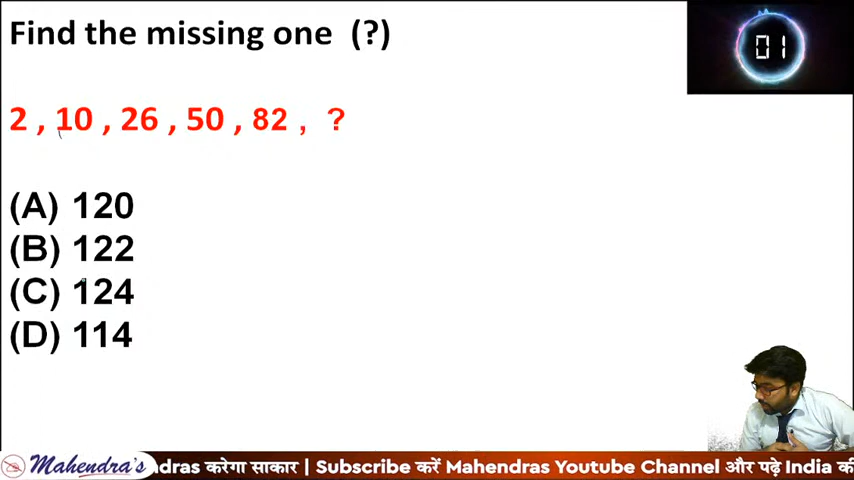 Find the missing one (?)
01
2 , 10 , 26 , 50 , 82 , ?
(A) 120
(B) 122
(C) 124
(D) 114
Mahendra's
ndras करेगा साकार | Subscribe करें Mahendras Youtube Channel और पढ़े India की